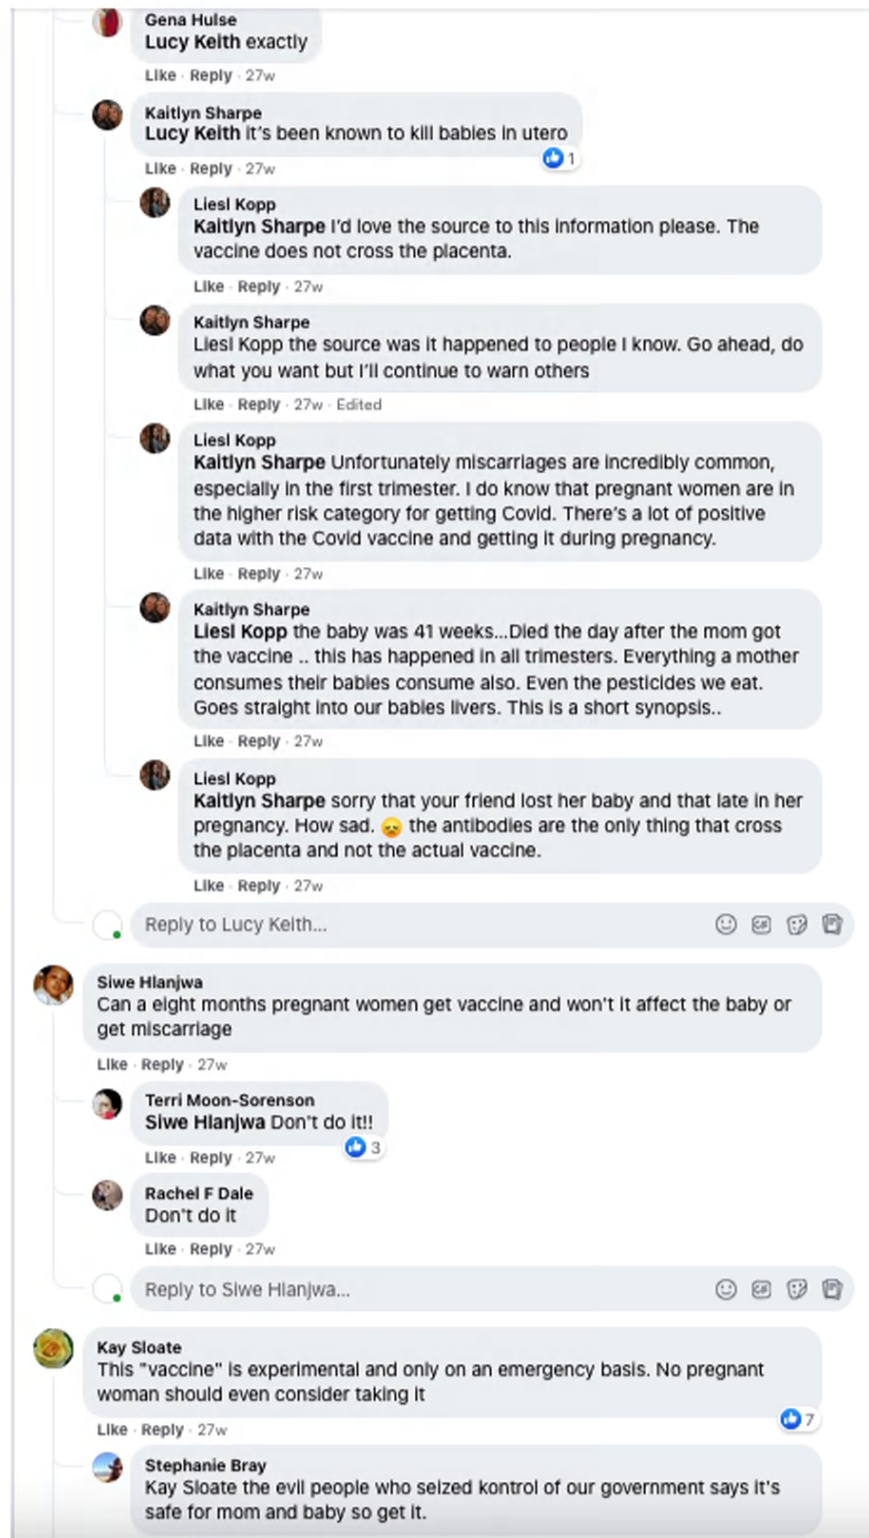 Gena Hulse
Lucy Keith exactly
Like · Reply · 27w
Kaitlyn Sharpe
Lucy Keith it's been known to kill babies in utero
1
Like · Reply · 27w
Liesl Kopp
Kaitlyn Sharpe I'd love the source to this information please. The
vaccine does not cross the placenta.
Like · Reply · 27w
Kaitlyn Sharpe
Liesl Kopp the source was it happened to people I know. Go ahead, do
what you want but I'll continue to warn others
Like · Reply · 27w · Edited
Liesl Kopp
Kaitlyn Sharpe Unfortunately miscarriages are incredibly common,
especially in the first trimester. I do know that pregnant women are in
the higher risk category for getting Covid. There's a lot of positive
data with the Covid vaccine and getting it during pregnancy.
Like · Reply · 27w
Kaitlyn Sharpe
Liesl Kopp the baby was 41 weeks...Died the day after the mom got
the vaccine .. this has happened in all trimesters. Everything a mother
consumes their babies consume also. Even the pesticides we eat.
Goes straight into our babies livers. This is a short synopsis..
Like · Reply · 27w
Liesl Kopp
Kaitlyn Sharpe sorry that your friend lost her baby and that late in her
pregnancy. How sad. 😞 the antibodies are the only thing that cross
the placenta and not the actual vaccine.
Like · Reply · 27w
Reply to Lucy Keith...
GIF
Siwe Hlanjwa
Can a eight months pregnant women get vaccine and won't it affect the baby or
get miscarriage
Like · Reply · 27w
Terri Moon-Sorenson
Siwe Hlanjwa Don't do it!!
3
Like · Reply · 27w
Rachel F Dale
Don't do it
Like · Reply · 27w
Reply to Siwe Hlanjwa...
GIF
Kay Sloate
This "vaccine" is experimental and only on an emergency basis. No pregnant
woman should even consider taking it
7
Like · Reply · 27w
Stephanie Bray
Kay Sloate the evil people who seized kontrol of our government says it's
safe for mom and baby so get it.